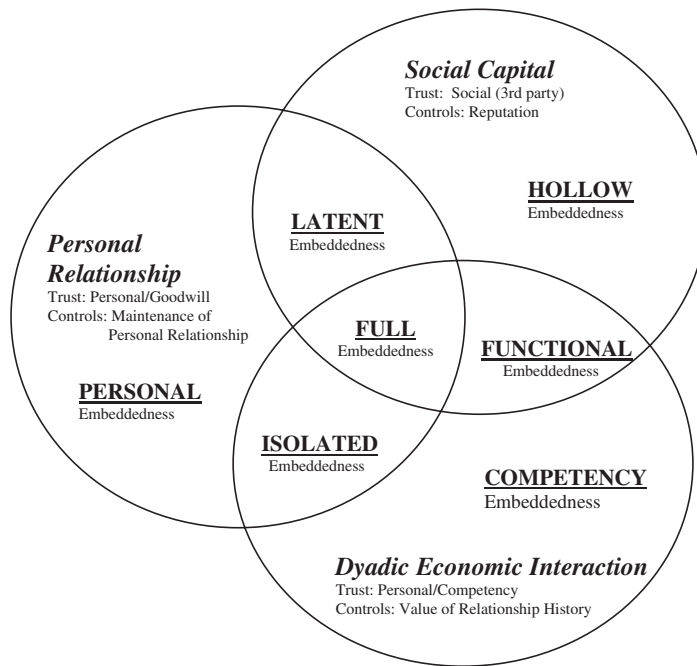 Social Capital
Trust: Social (3rd party)
Controls: Reputation
HOLLOW
Embeddedness
LATENT
Embeddedness
Personal
Relationship
Trust: Personal/Goodwill
Controls: Maintenance of
Personal Relationship
FULL
Embeddedness
FUNCTIONAL
Embeddedness
PERSONAL
Embeddedness
ISOLATED
Embeddedness
COMPETENCY
Embeddedness
Dyadic Economic Interaction
Trust: Personal/Competency
Controls: Value of Relationship History